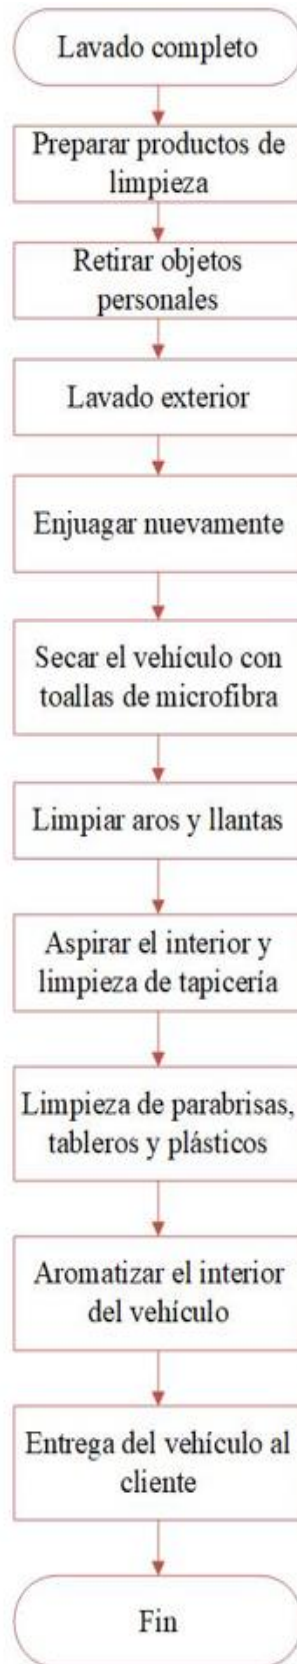 Lavado completo
Preparar productos de
limpieza
Retirar objetos
personales
Lavado exterior
Enjuagar nuevamente
Secar el vehículo con
toallas de microfibra
Limpiar aros y llantas
Aspirar el interior y
limpieza de tapicería
Limpieza de parabrisas,
tableros y plásticos
Aromatizar el interior
del vehículo
Entrega del vehículo al
cliente
Fin